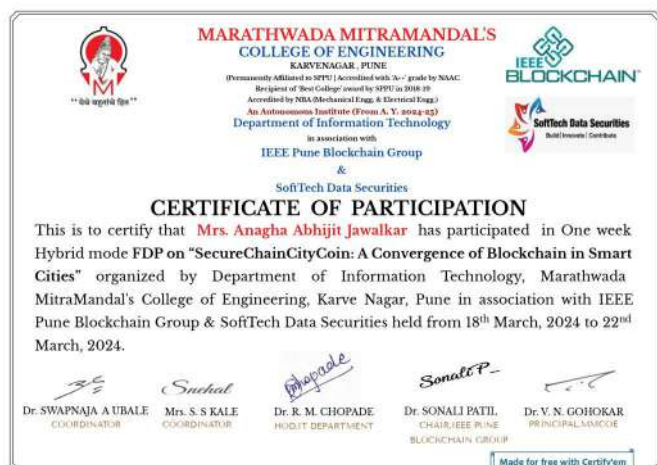 MARATHWADA MITRAMANDAL'S
COLLEGE OF ENGINEERING
KARVENAGAR , PUNE
(Permanently Affiliated to SPPU | Accredited with 'A++' grade by NAAC
Recipient of 'Best College' award by SPPU in 2018-19
Accredited by NBA (Mechanical Engg. & Electrical Engg.)
An Autonomous Institute (From A. Y. 2024-25)
Department of Information Technology
in association with
IEEE Pune Blockchain Group
&
SoftTech Data Securities
M
"येथे बहुतांचे हित"
IEEE
BLOCKCHAIN
SoftTech Data Securities
Build | Innovate | Contribute
CERTIFICATE OF PARTICIPATION
This is to certify that Mrs. Anagha Abhijit Jawalkar has participated in One week
Hybrid mode FDP on "SecureChainCityCoin: A Convergence of Blockchain in Smart
Cities" organized by Department of Information Technology, Marathwada
MitraMandal's College of Engineering, Karve Nagar, Pune in association with IEEE
Pune Blockchain Group & SoftTech Data Securities held from 18th March, 2024 to 22nd
March, 2024.
Snehal
Chopade
Sonali P
Dr. SWAPNAJA A UBALE
COORDINATOR
Mrs. S. S KALE
COORDINATOR
Dr. R. M. CHOPADE
HOD,IT DEPARTMENT
Dr. SONALI PATIL
CHAIR,IEEE PUNE
BLOCKCHAIN GROUP
Dr. V. N. GOHOKAR
PRINCIPAL,MMCOE
Made for free with Certify'em